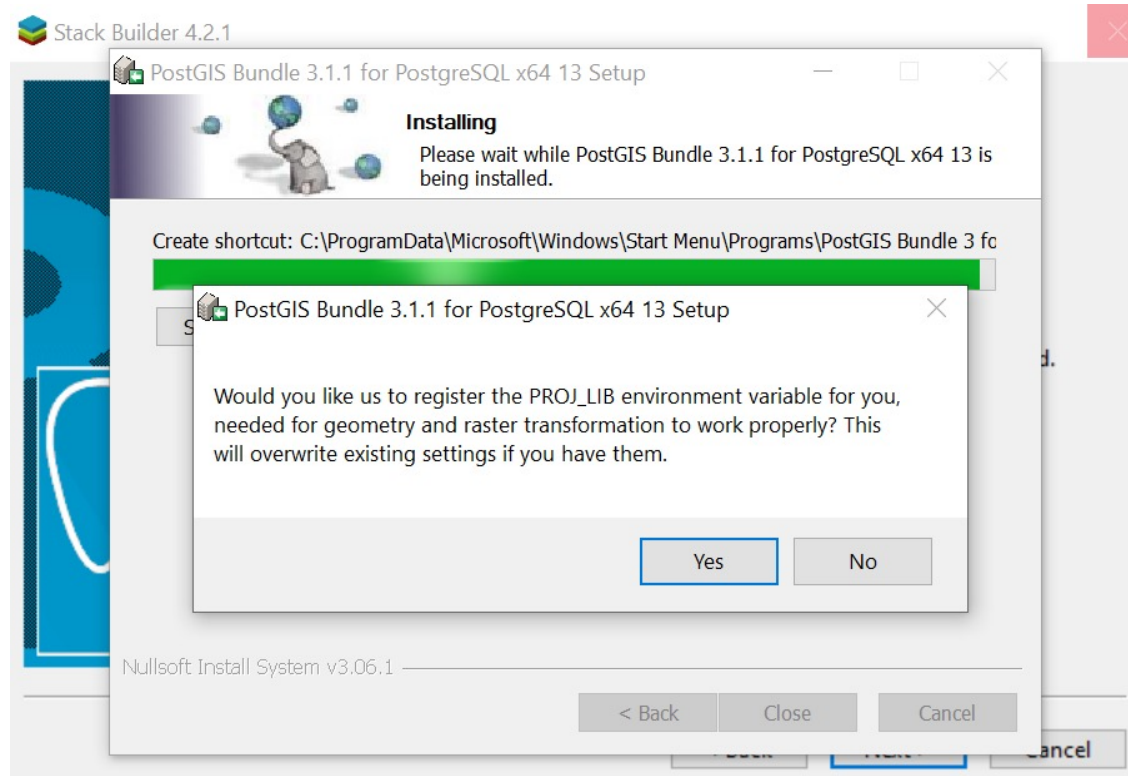 Stack Builder 4.2.1
PostGIS Bundle 3.1.1 for PostgreSQL x64 13 Setup
Installing
Please wait while PostGIS Bundle 3.1.1 for PostgreSQL x64 13 is
being installed.
Create shortcut: C:\ProgramData\Microsoft\Windows\Start Menu\Programs\PostGIS Bundle 3 fo
PostGIS Bundle 3.1.1 for PostgreSQL x64 13 Setup
d.
Would you like us to register the PROJ_LIB environment variable for you,
needed for geometry and raster transformation to work properly? This
will overwrite existing settings if you have them.
Yes No
Nullsoft Install System v3.06.1
< Back Close Cancel
Cancel